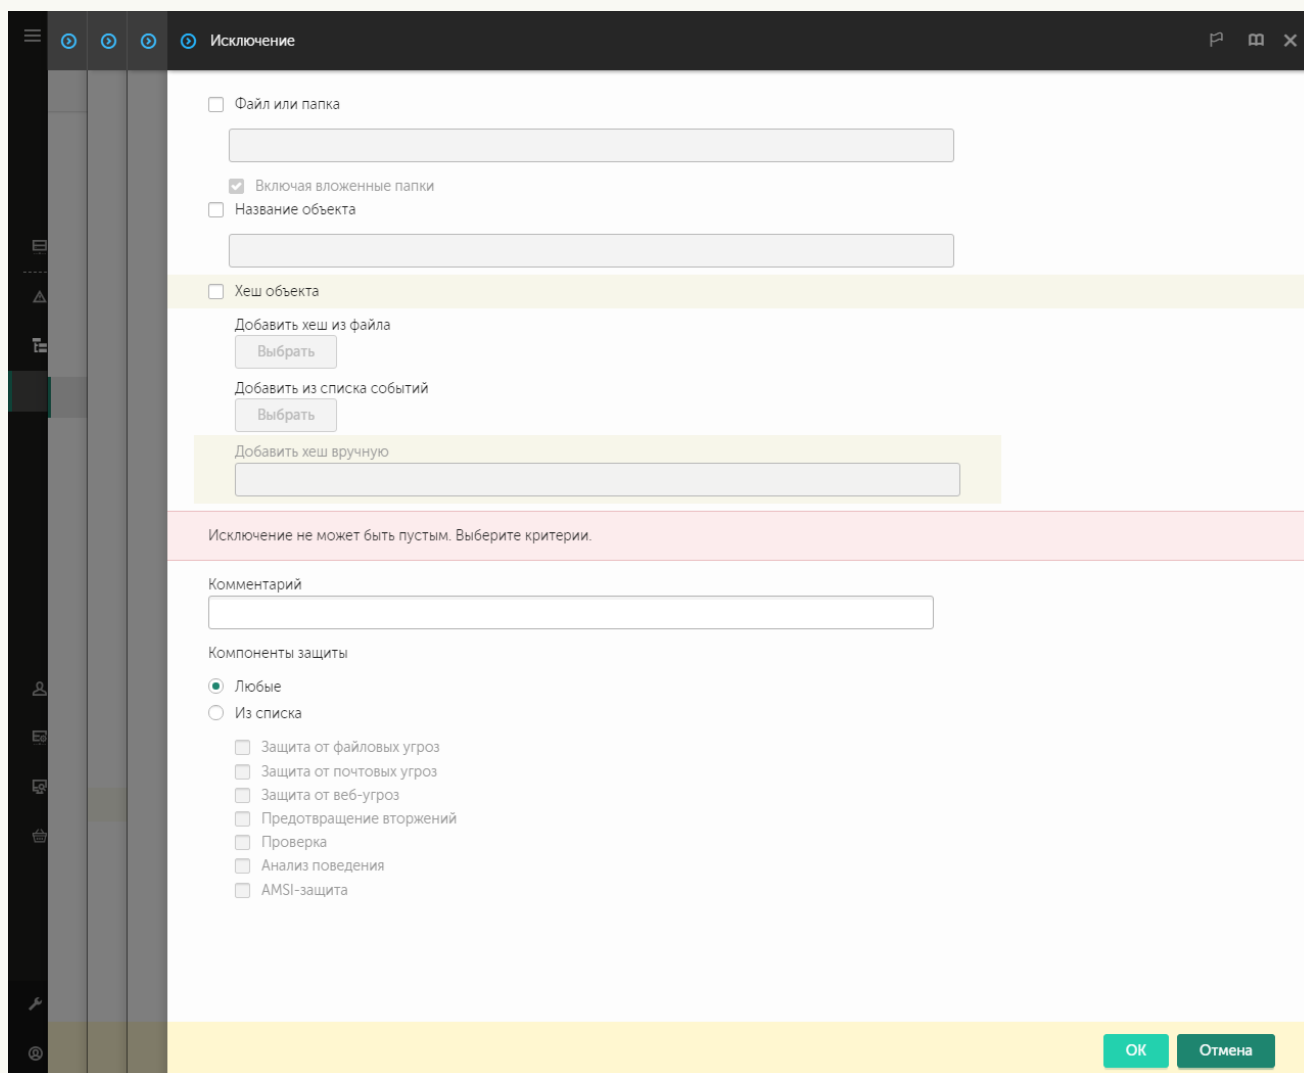 Исключение
Файл или папка
Включая вложенные папки
Название объекта
Хеш объекта
Добавить хеш из файла
Выбрать
Добавить из списка событий
Выбрать
Добавить хеш вручную
Исключение не может быть пустым. Выберите критерии.
Комментарий
Компоненты защиты
Любые
Из списка
Защита от файловых угроз
Защита от почтовых угроз
Защита от веб-угроз
Предотвращение вторжений
Проверка
Анализ поведения
AMSI-защита
ОК Отмена